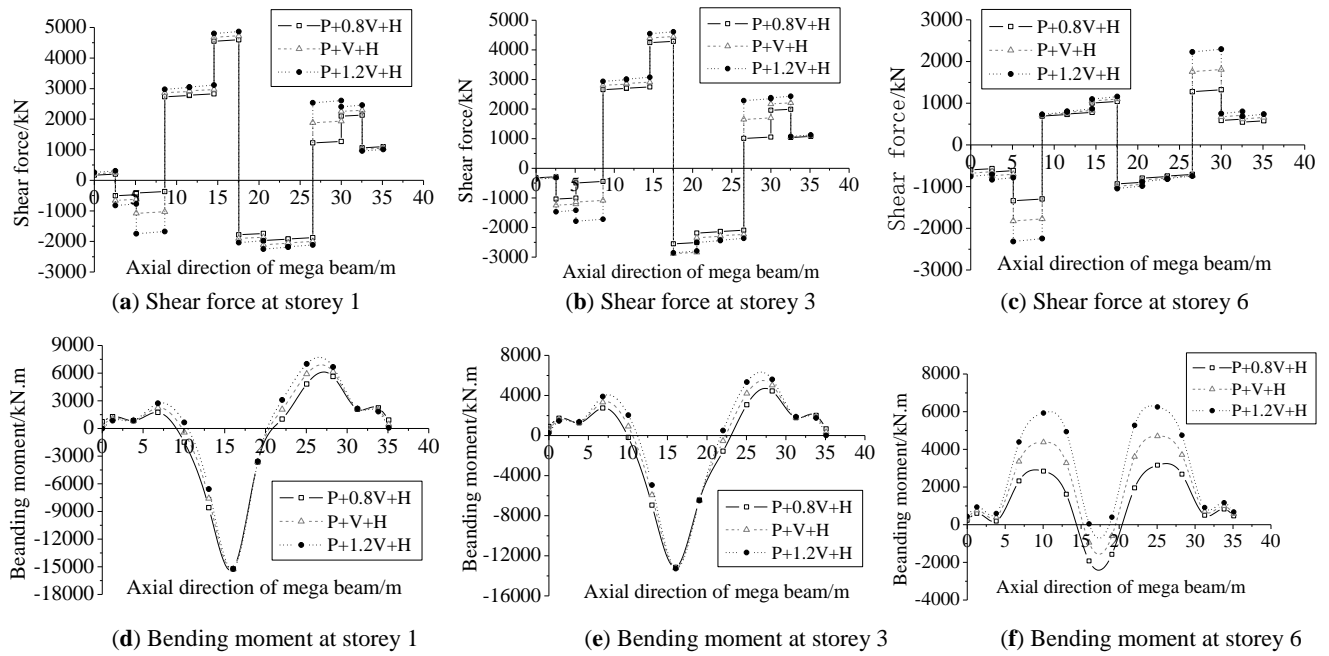 Shear force/kN
5000
4000
3000
2000
1000
0
-1000
-2000
-3000
0 5 10 15 20 25 30 35 40
P+0.8V+H
P+V+H
P+1.2V+H
Axial direction of mega beam/m
(a) Shear force at storey 1
Shear force/kN
5000
4000
3000
2000
1000
0
-1000
-2000
-3000
0 5 10 15 20 25 30 35 40
P+0.8V+H
P+V+H
P+1.2V+H
Axial direction of mega beam/m
(b) Shear force at storey 3
Shear force/kN
3000
2000
1000
0
-1000
-2000
-3000
0 5 10 15 20 25 30 35 40
P+0.8V+H
P+V+H
P+1.2V+H
Axial direction of mega beam/m
(c) Shear force at storey 6
Beanding moment/kN.m
9000
6000
3000
0
-3000
-6000
-9000
-12000
-15000
-18000
0 5 10 15 20 25 30 35 40
P+0.8V+H
P+V+H
P+1.2V+H
Axial direction of mega beam/m
(d) Bending moment at storey 1
Beanding moment/kN.m
8000
4000
0
-4000
-8000
-12000
-16000
0 5 10 15 20 25 30 35 40
P+0.8V+H
P+V+H
P+1.2V+H
Axial direction of mega beam/m
(e) Bending moment at storey 3
Beanding moment/kN.m
8000
6000
4000
2000
0
-2000
-4000
0 5 10 15 20 25 30 35 40
P+0.8V+H
P+V+H
P+1.2V+H
Axial direction of mega beam/m
(f) Bending moment at storey 6